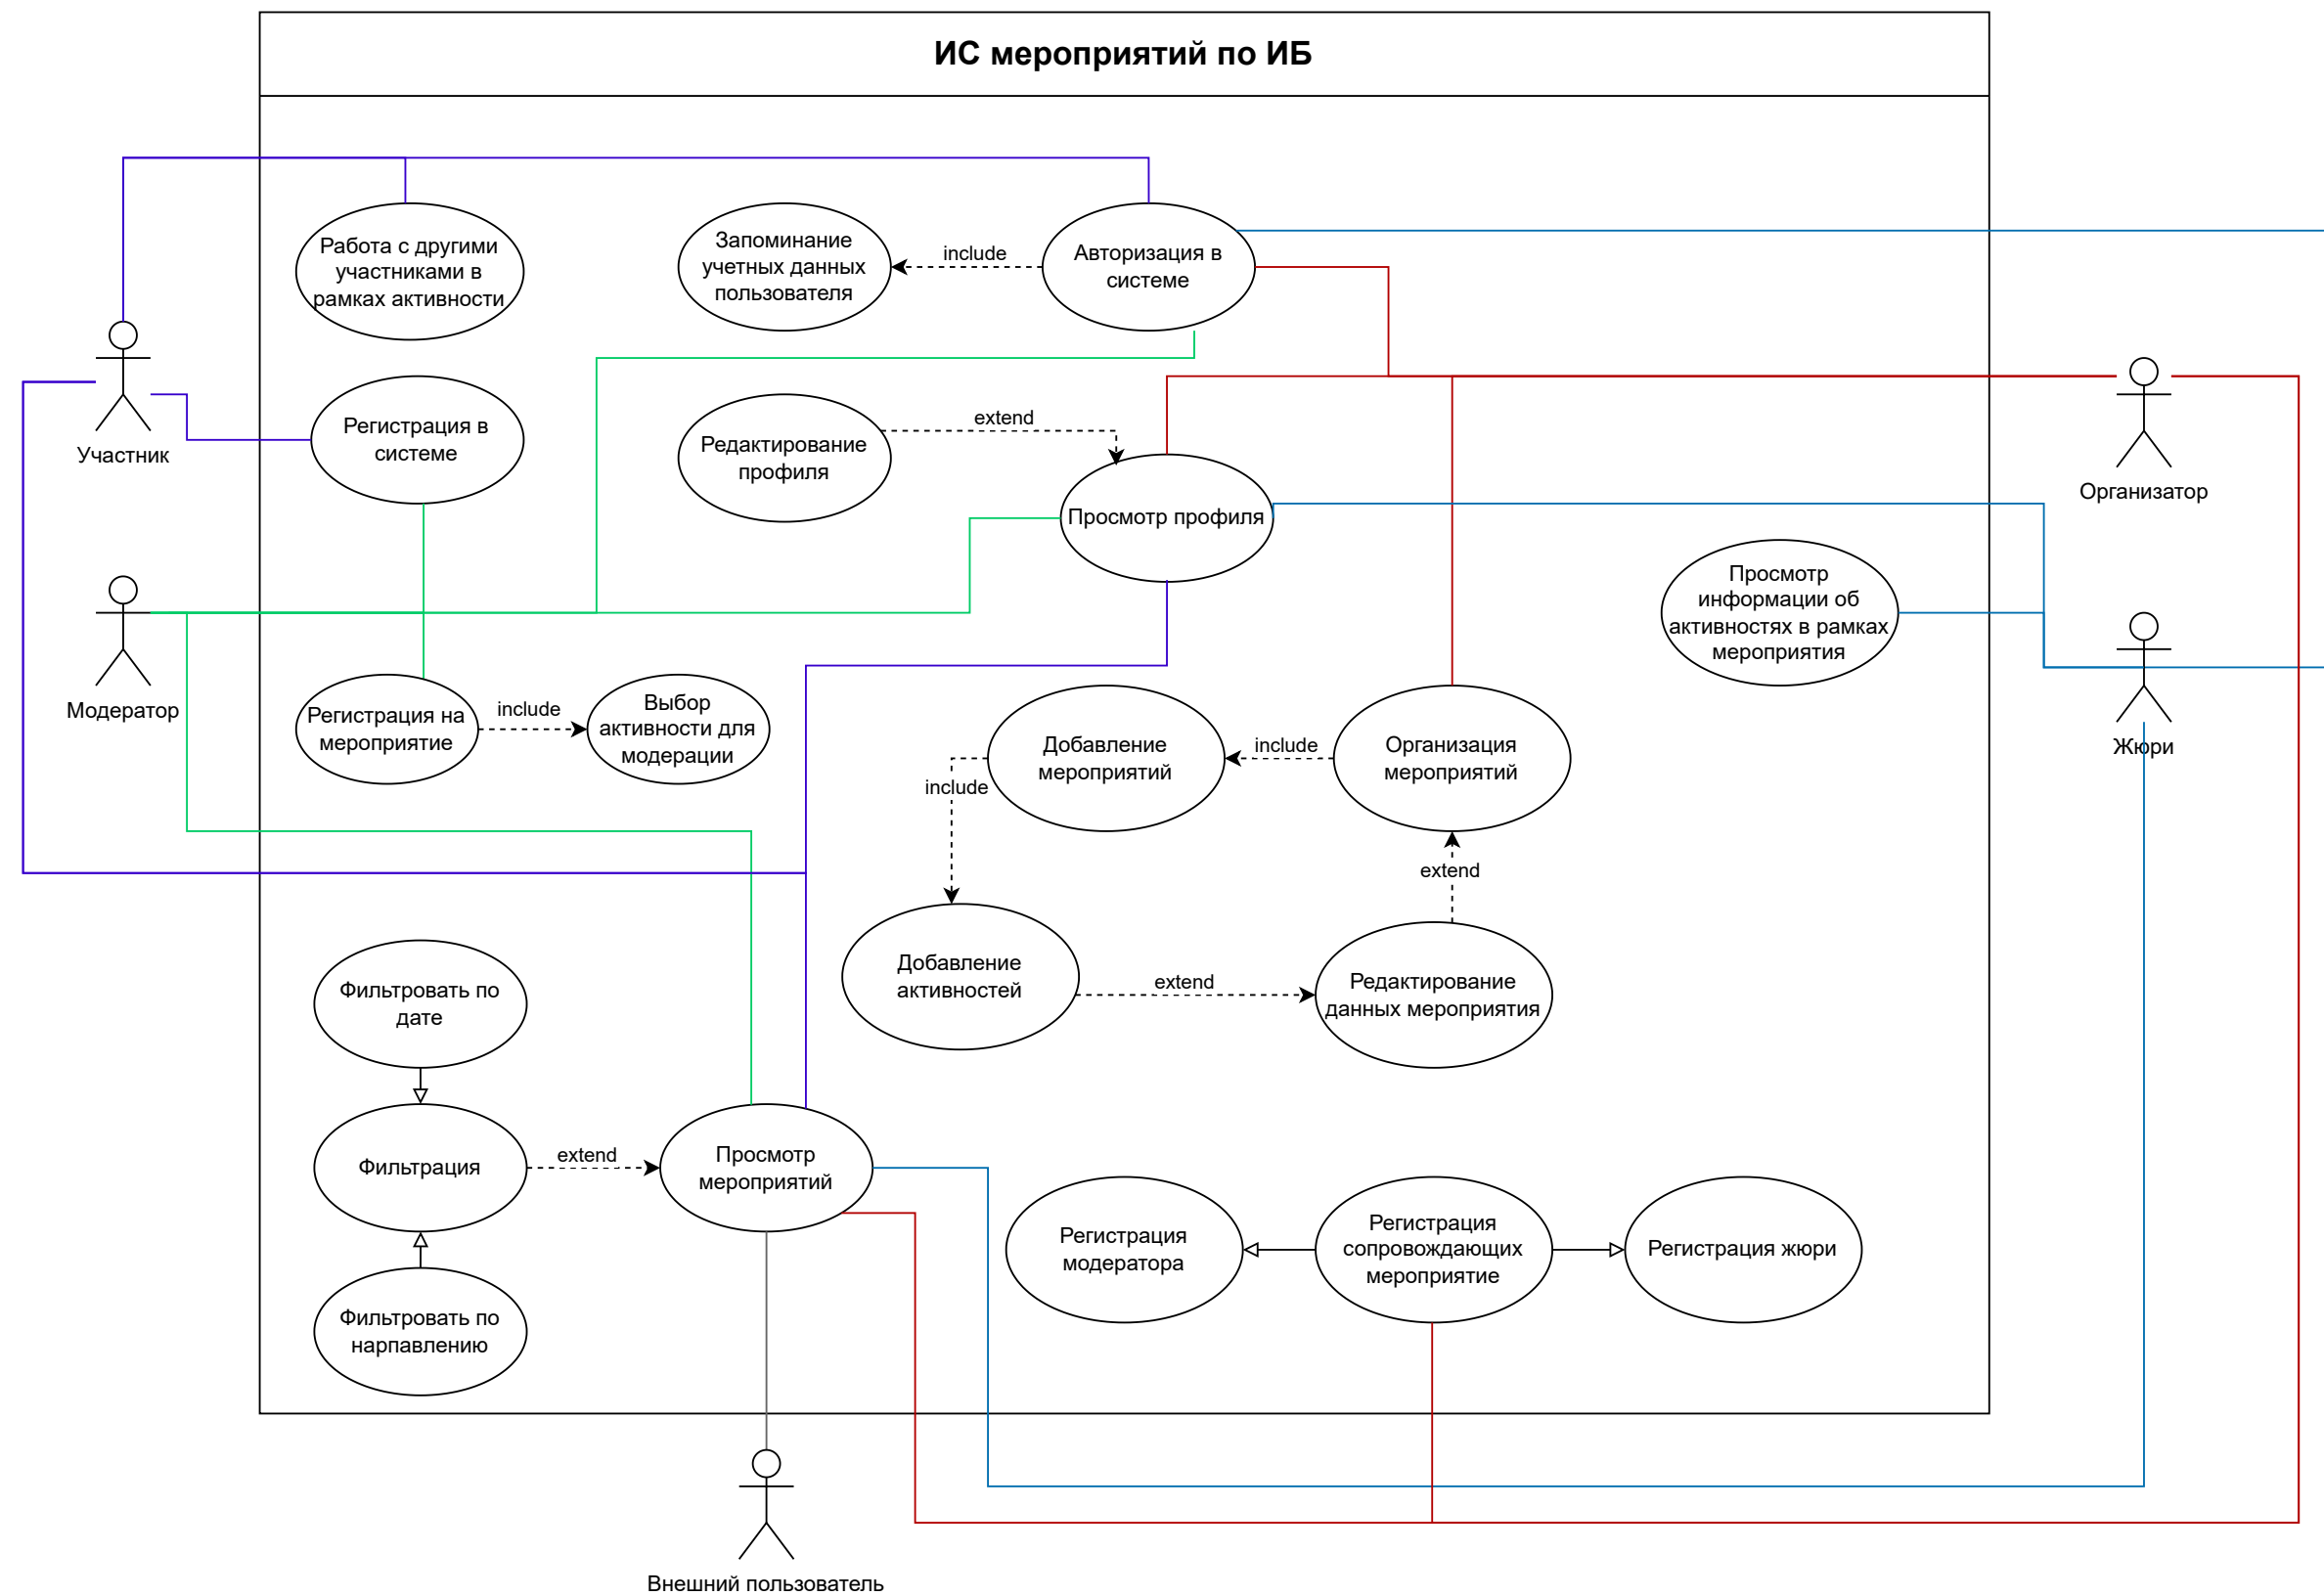 ИС мероприятий по ИБ
Работа с другими
участниками в
рамках активности
Запоминание
учетных данных
пользователя
include
Авторизация в
системе
Участник
Регистрация в
системе
Редактирование
профиля
extend
Просмотр профиля
Организатор
Модератор
Просмотр
информации об
активностях в рамках
мероприятия
Жюри
Регистрация на
мероприятие
include
Выбор
активности для
модерации
Добавление
мероприятий
include
Организация
мероприятий
include
extend
Добавление
активностей
extend
Редактирование
данных мероприятия
Фильтровать по
дате
Фильтрация
extend
Просмотр
мероприятий
Регистрация
модератора
Регистрация
сопровождающих
мероприятие
Регистрация жюри
Фильтровать по
нарпавлению
Внешний пользователь